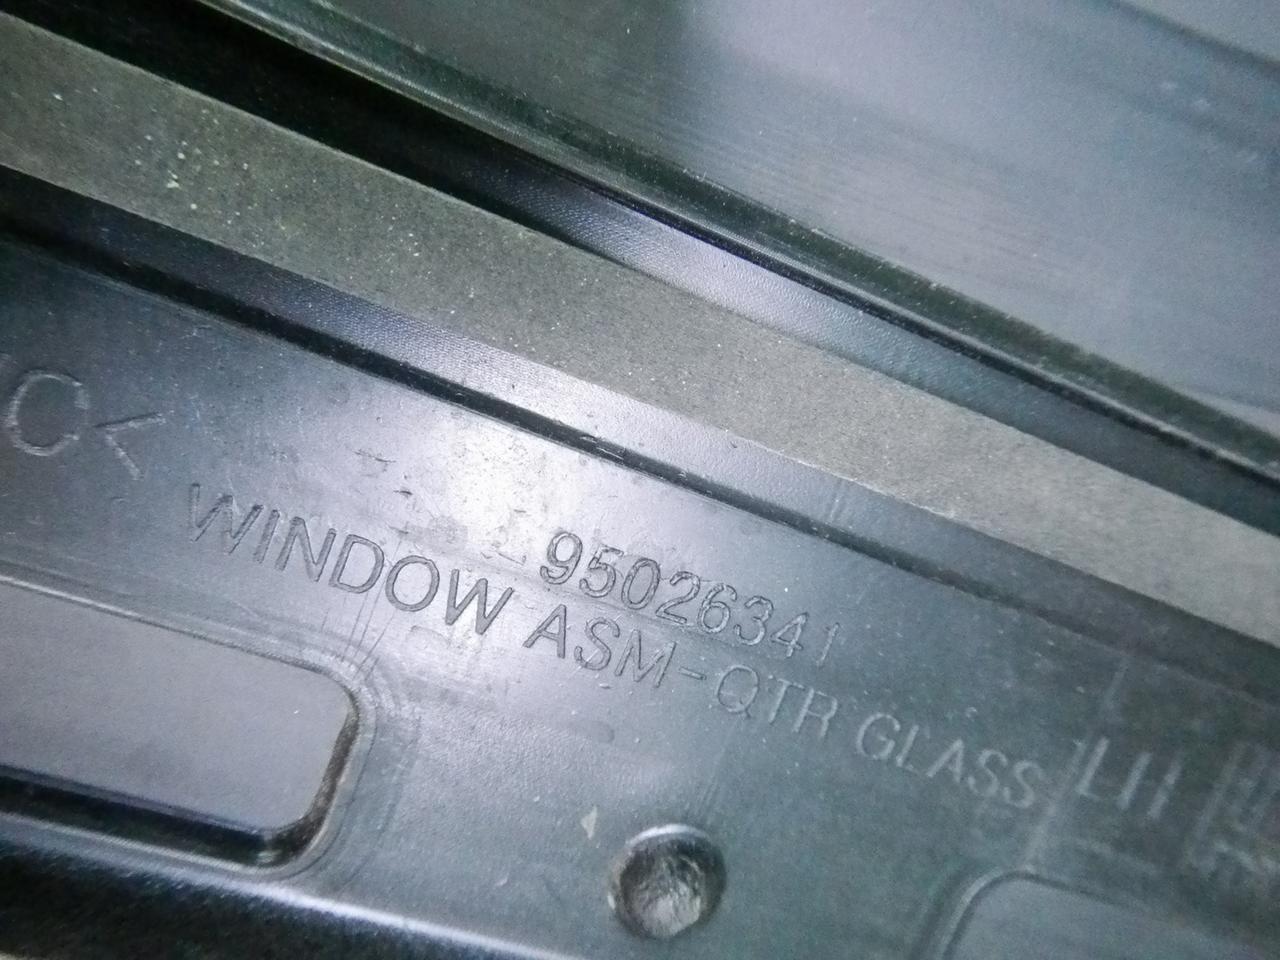 95026341
WINDOW ASM-QTR GLASS LH